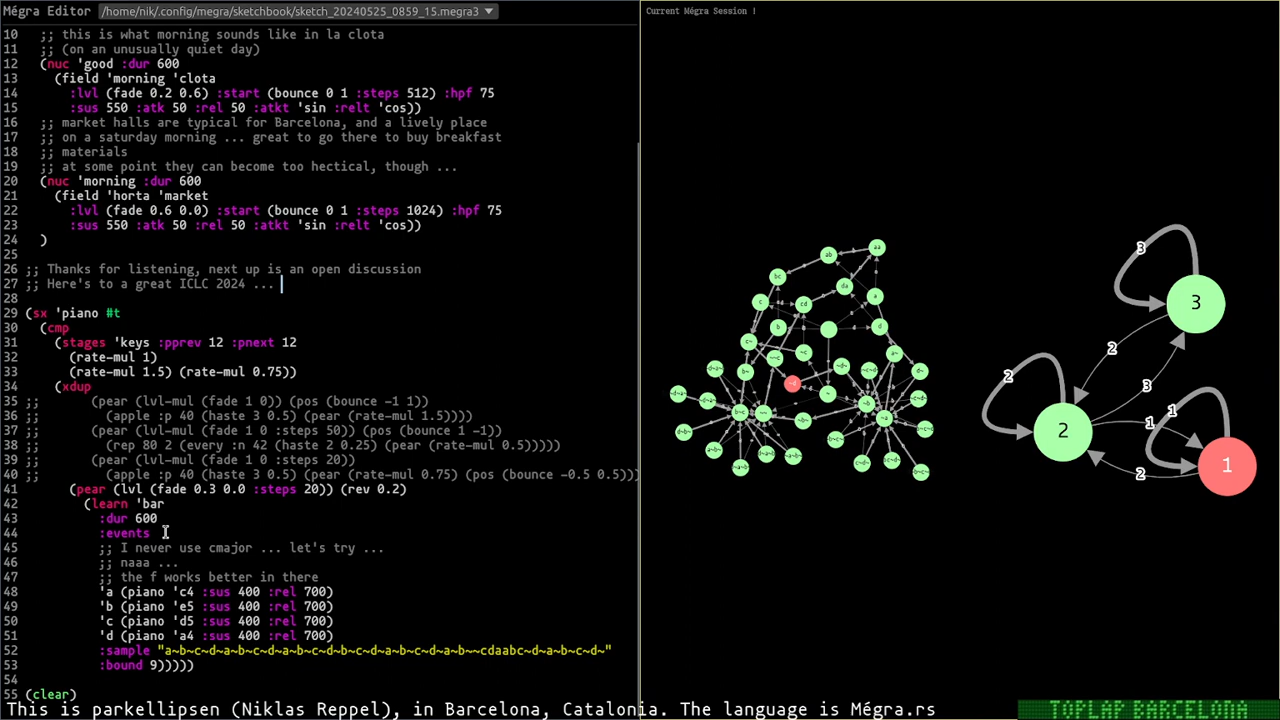 Mégra Editor /home/nik/.config/megra/sketchbook/sketch_20240525_0859_15.megra3
10 ;; this is what morning sounds like in la clota
11 ;; (on an unusually quiet day)
12 (nuc 'good :dur 600
13 (field 'morning 'clota
14 :lvl (fade 0.2 0.6) :start (bounce 0 1 :steps 512) :hpf 75
15 :sus 550 :atk 50 :rel 50 :atkt 'sin :relt 'cos))
16 ;; market halls are typical for Barcelona, and a lively place
17 ;; on a saturday morning ... great to go there to buy breakfast
18 ;; materials
19 ;; at some point they can become too hectical, though ...
20 (nuc 'morning :dur 600
21 (field 'horta 'market
22 :lvl (fade 0.6 0.0) :start (bounce 0 1 :steps 1024) :hpf 75
23 :sus 550 :atk 50 :rel 50 :atkt 'sin :relt 'cos))
24 )
25
26 ;; Thanks for listening, next up is an open discussion
27 ;; Here's to a great ICLC 2024 ...
28
29 (sx 'piano #t
30 (cmp
31 (stages 'keys :pprev 12 :pnext 12
32 (rate-mul 1)
33 (rate-mul 1.5) (rate-mul 0.75))
34 (xdup
35 ;; (pear (lvl-mul (fade 1 0)) (pos (bounce -1 1))
36 ;; (apple :p 40 (haste 3 0.5) (pear (rate-mul 1.5))))
37 ;; (pear (lvl-mul (fade 1 0 :steps 50)) (pos (bounce 1 -1))
38 ;; (rep 80 2 (every :n 42 (haste 2 0.25) (pear (rate-mul 0.5)))))
39 ;; (pear (lvl-mul (fade 1 0 :steps 20))
40 ;; (apple :p 40 (haste 3 0.5) (pear (rate-mul 0.75) (pos (bounce -0.5 0.5))
41 (pear (lvl (fade 0.3 0.0 :steps 20)) (rev 0.2)
42 (learn 'bar
43 :dur 600
44 :events
45 ;; I never use cmajor ... let's try ...
46 ;; naaa ...
47 ;; the f works better in there
48 'a (piano 'c4 :sus 400 :rel 700)
49 'b (piano 'e5 :sus 400 :rel 700)
50 'c (piano 'd5 :sus 400 :rel 700)
51 'd (piano 'a4 :sus 400 :rel 700)
52 :sample "a~b~c~d~a~b~c~d~a~b~c~d~b~c~d~a~b~c~d~a~b~~cdaabc~d~a~b~c~d~"
53 :bound 9)))))
54
55 (clear)
Current Mégra Session !
aa
ab
bc
da
c
cd
a
b
d
3
3
2
3
2
2
1
1
1
2
This is parkellipsen (Niklas Reppel), in Barcelona, Catalonia. The language is Mégra.rs
TOPLAP BARCELONA